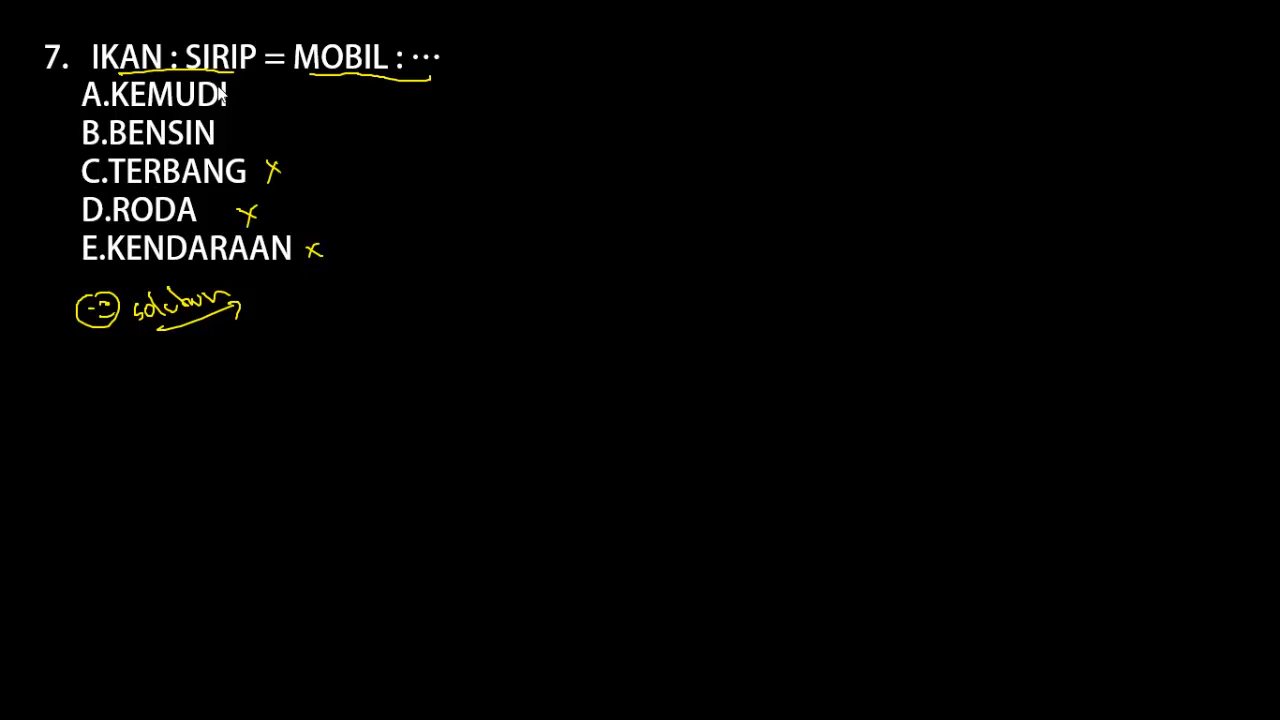 7. IKAN : SIRIP = MOBIL : ···
A.KEMUDI
B.BENSIN
C.TERBANG x
D.RODA x
E.KENDARAAN x